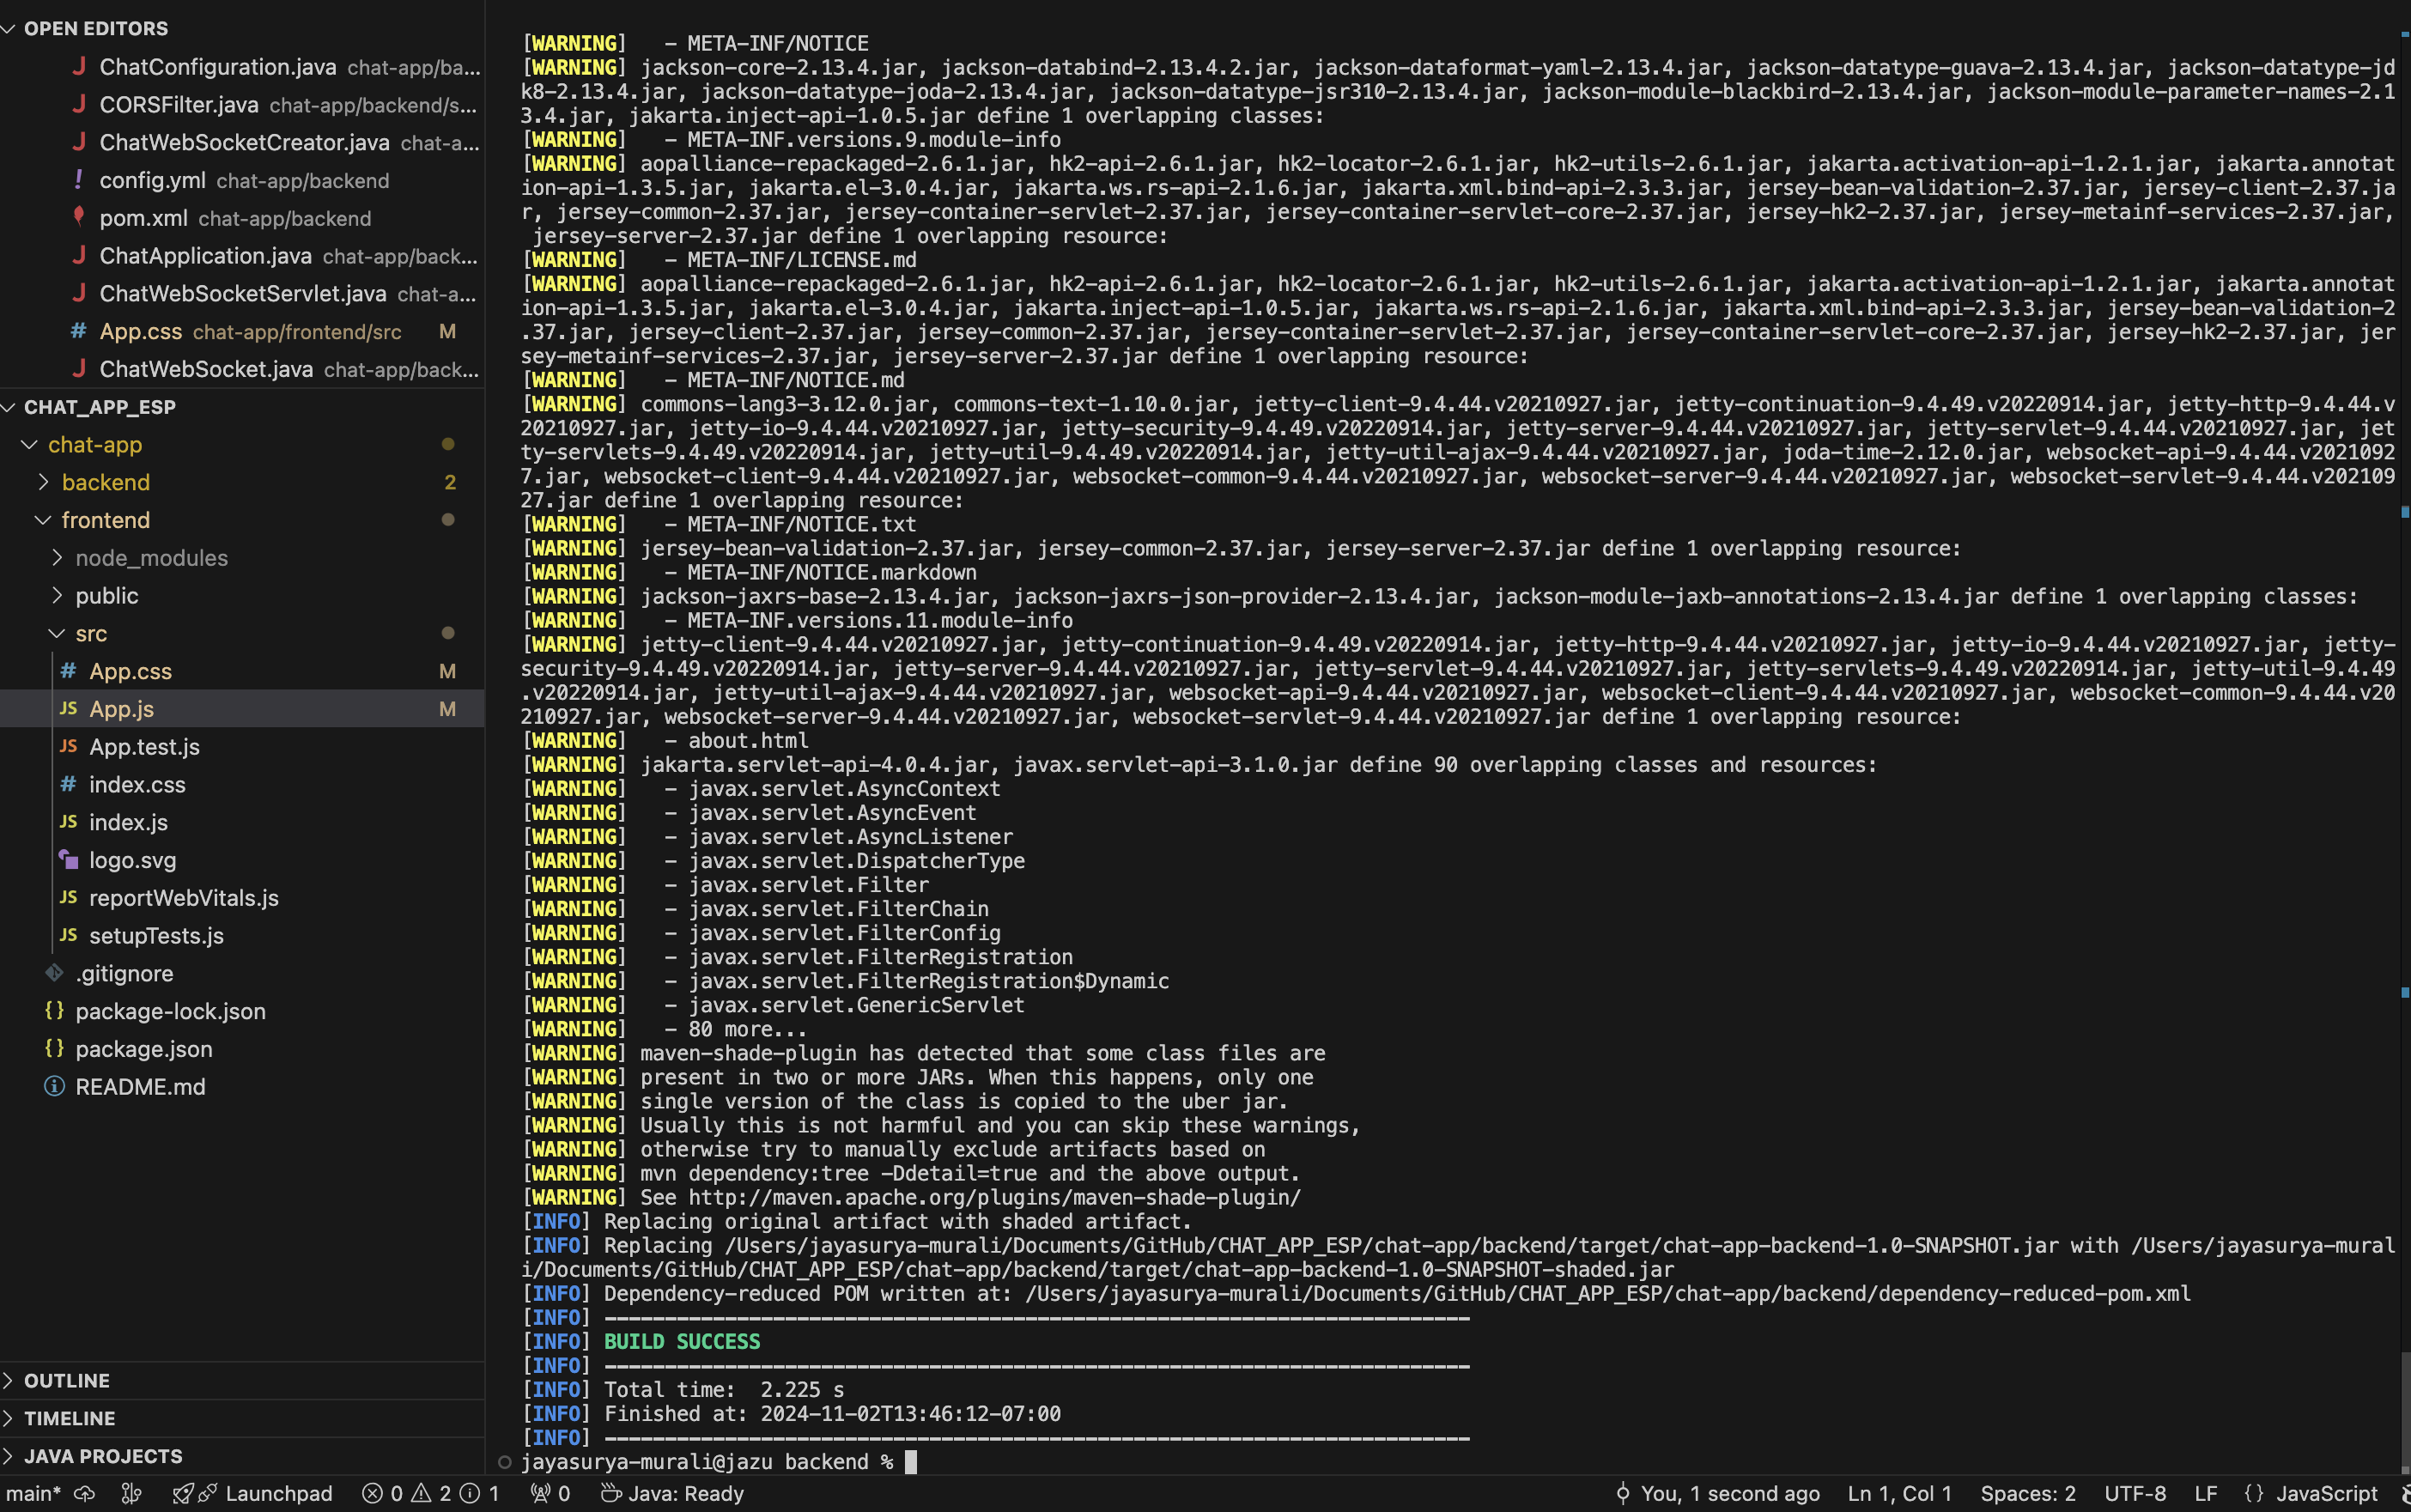 OPEN EDITORS
ChatConfiguration.java chat-app/ba...
CORSFilter.java chat-app/backend/s...
ChatWebSocketCreator.java chat-a...
config.yml chat-app/backend
pom.xml chat-app/backend
ChatApplication.java chat-app/back...
ChatWebSocketServlet.java chat-a...
App.css chat-app/frontend/src M
ChatWebSocket.java chat-app/back...
CHAT_APP_ESP
chat-app
backend 2
frontend
node_modules
public
src
App.css M
JS App.js M
JS App.test.js
index.css
JS index.js
logo.svg
JS reportWebVitals.js
JS setupTests.js
.gitignore
{} package-lock.json
{} package.json
README.md
OUTLINE
TIMELINE
JAVA PROJECTS
[WARNING]   - META-INF/NOTICE
[WARNING] jackson-core-2.13.4.jar, jackson-databind-2.13.4.2.jar, jackson-dataformat-yaml-2.13.4.jar, jackson-datatype-guava-2.13.4.jar, jackson-datatype-jd
k8-2.13.4.jar, jackson-datatype-joda-2.13.4.jar, jackson-datatype-jsr310-2.13.4.jar, jackson-module-blackbird-2.13.4.jar, jackson-module-parameter-names-2.1
3.4.jar, jakarta.inject-api-1.0.5.jar define 1 overlapping classes:
[WARNING]   - META-INF.versions.9.module-info
[WARNING] aopalliance-repackaged-2.6.1.jar, hk2-api-2.6.1.jar, hk2-locator-2.6.1.jar, hk2-utils-2.6.1.jar, jakarta.activation-api-1.2.1.jar, jakarta.annotat
ion-api-1.3.5.jar, jakarta.el-3.0.4.jar, jakarta.ws.rs-api-2.1.6.jar, jakarta.xml.bind-api-2.3.3.jar, jersey-bean-validation-2.37.jar, jersey-client-2.37.ja
r, jersey-common-2.37.jar, jersey-container-servlet-2.37.jar, jersey-container-servlet-core-2.37.jar, jersey-hk2-2.37.jar, jersey-metainf-services-2.37.jar,
 jersey-server-2.37.jar define 1 overlapping resource:
[WARNING]   - META-INF/LICENSE.md
[WARNING] aopalliance-repackaged-2.6.1.jar, hk2-api-2.6.1.jar, hk2-locator-2.6.1.jar, hk2-utils-2.6.1.jar, jakarta.activation-api-1.2.1.jar, jakarta.annotat
ion-api-1.3.5.jar, jakarta.el-3.0.4.jar, jakarta.inject-api-1.0.5.jar, jakarta.ws.rs-api-2.1.6.jar, jakarta.xml.bind-api-2.3.3.jar, jersey-bean-validation-2
.37.jar, jersey-client-2.37.jar, jersey-common-2.37.jar, jersey-container-servlet-2.37.jar, jersey-container-servlet-core-2.37.jar, jersey-hk2-2.37.jar, jer
sey-metainf-services-2.37.jar, jersey-server-2.37.jar define 1 overlapping resource:
[WARNING]   - META-INF/NOTICE.md
[WARNING] commons-lang3-3.12.0.jar, commons-text-1.10.0.jar, jetty-client-9.4.44.v20210927.jar, jetty-continuation-9.4.49.v20220914.jar, jetty-http-9.4.44.v
20210927.jar, jetty-io-9.4.44.v20210927.jar, jetty-security-9.4.49.v20220914.jar, jetty-server-9.4.44.v20210927.jar, jetty-servlet-9.4.44.v20210927.jar, jet
ty-servlets-9.4.49.v20220914.jar, jetty-util-9.4.49.v20220914.jar, jetty-util-ajax-9.4.44.v20210927.jar, joda-time-2.12.0.jar, websocket-api-9.4.44.v2021092
7.jar, websocket-client-9.4.44.v20210927.jar, websocket-common-9.4.44.v20210927.jar, websocket-server-9.4.44.v20210927.jar, websocket-servlet-9.4.44.v202109
27.jar define 1 overlapping resource:
[WARNING]   - META-INF/NOTICE.txt
[WARNING] jersey-bean-validation-2.37.jar, jersey-common-2.37.jar, jersey-server-2.37.jar define 1 overlapping resource:
[WARNING]   - META-INF/NOTICE.markdown
[WARNING] jackson-jaxrs-base-2.13.4.jar, jackson-jaxrs-json-provider-2.13.4.jar, jackson-module-jaxb-annotations-2.13.4.jar define 1 overlapping classes:
[WARNING]   - META-INF.versions.11.module-info
[WARNING] jetty-client-9.4.44.v20210927.jar, jetty-continuation-9.4.49.v20220914.jar, jetty-http-9.4.44.v20210927.jar, jetty-io-9.4.44.v20210927.jar, jetty-
security-9.4.49.v20220914.jar, jetty-server-9.4.44.v20210927.jar, jetty-servlet-9.4.44.v20210927.jar, jetty-servlets-9.4.49.v20220914.jar, jetty-util-9.4.49
.v20220914.jar, jetty-util-ajax-9.4.44.v20210927.jar, websocket-api-9.4.44.v20210927.jar, websocket-client-9.4.44.v20210927.jar, websocket-common-9.4.44.v20
210927.jar, websocket-server-9.4.44.v20210927.jar, websocket-servlet-9.4.44.v20210927.jar define 1 overlapping resource:
[WARNING]   - about.html
[WARNING] jakarta.servlet-api-4.0.4.jar, javax.servlet-api-3.1.0.jar define 90 overlapping classes and resources:
[WARNING]   - javax.servlet.AsyncContext
[WARNING]   - javax.servlet.AsyncEvent
[WARNING]   - javax.servlet.AsyncListener
[WARNING]   - javax.servlet.DispatcherType
[WARNING]   - javax.servlet.Filter
[WARNING]   - javax.servlet.FilterChain
[WARNING]   - javax.servlet.FilterConfig
[WARNING]   - javax.servlet.FilterRegistration
[WARNING]   - javax.servlet.FilterRegistration$Dynamic
[WARNING]   - javax.servlet.GenericServlet
[WARNING]   - 80 more...
[WARNING] maven-shade-plugin has detected that some class files are
[WARNING] present in two or more JARs. When this happens, only one
[WARNING] single version of the class is copied to the uber jar.
[WARNING] Usually this is not harmful and you can skip these warnings,
[WARNING] otherwise try to manually exclude artifacts based on
[WARNING] mvn dependency:tree -Ddetail=true and the above output.
[WARNING] See http://maven.apache.org/plugins/maven-shade-plugin/
[INFO] Replacing original artifact with shaded artifact.
[INFO] Replacing /Users/jayasurya-murali/Documents/GitHub/CHAT_APP_ESP/chat-app/backend/target/chat-app-backend-1.0-SNAPSHOT.jar with /Users/jayasurya-mural
i/Documents/GitHub/CHAT_APP_ESP/chat-app/backend/target/chat-app-backend-1.0-SNAPSHOT-shaded.jar
[INFO] Dependency-reduced POM written at: /Users/jayasurya-murali/Documents/GitHub/CHAT_APP_ESP/chat-app/backend/dependency-reduced-pom.xml
[INFO] ------------------------------------------------------------------------
[INFO] BUILD SUCCESS
[INFO] ------------------------------------------------------------------------
[INFO] Total time:  2.225 s
[INFO] Finished at: 2024-11-02T13:46:12-07:00
[INFO] ------------------------------------------------------------------------
jayasurya-murali@jazu backend %
main* Launchpad 0 2 1 0 Java: Ready You, 1 second ago Ln 1, Col 1 Spaces: 2 UTF-8 LF {} JavaScript